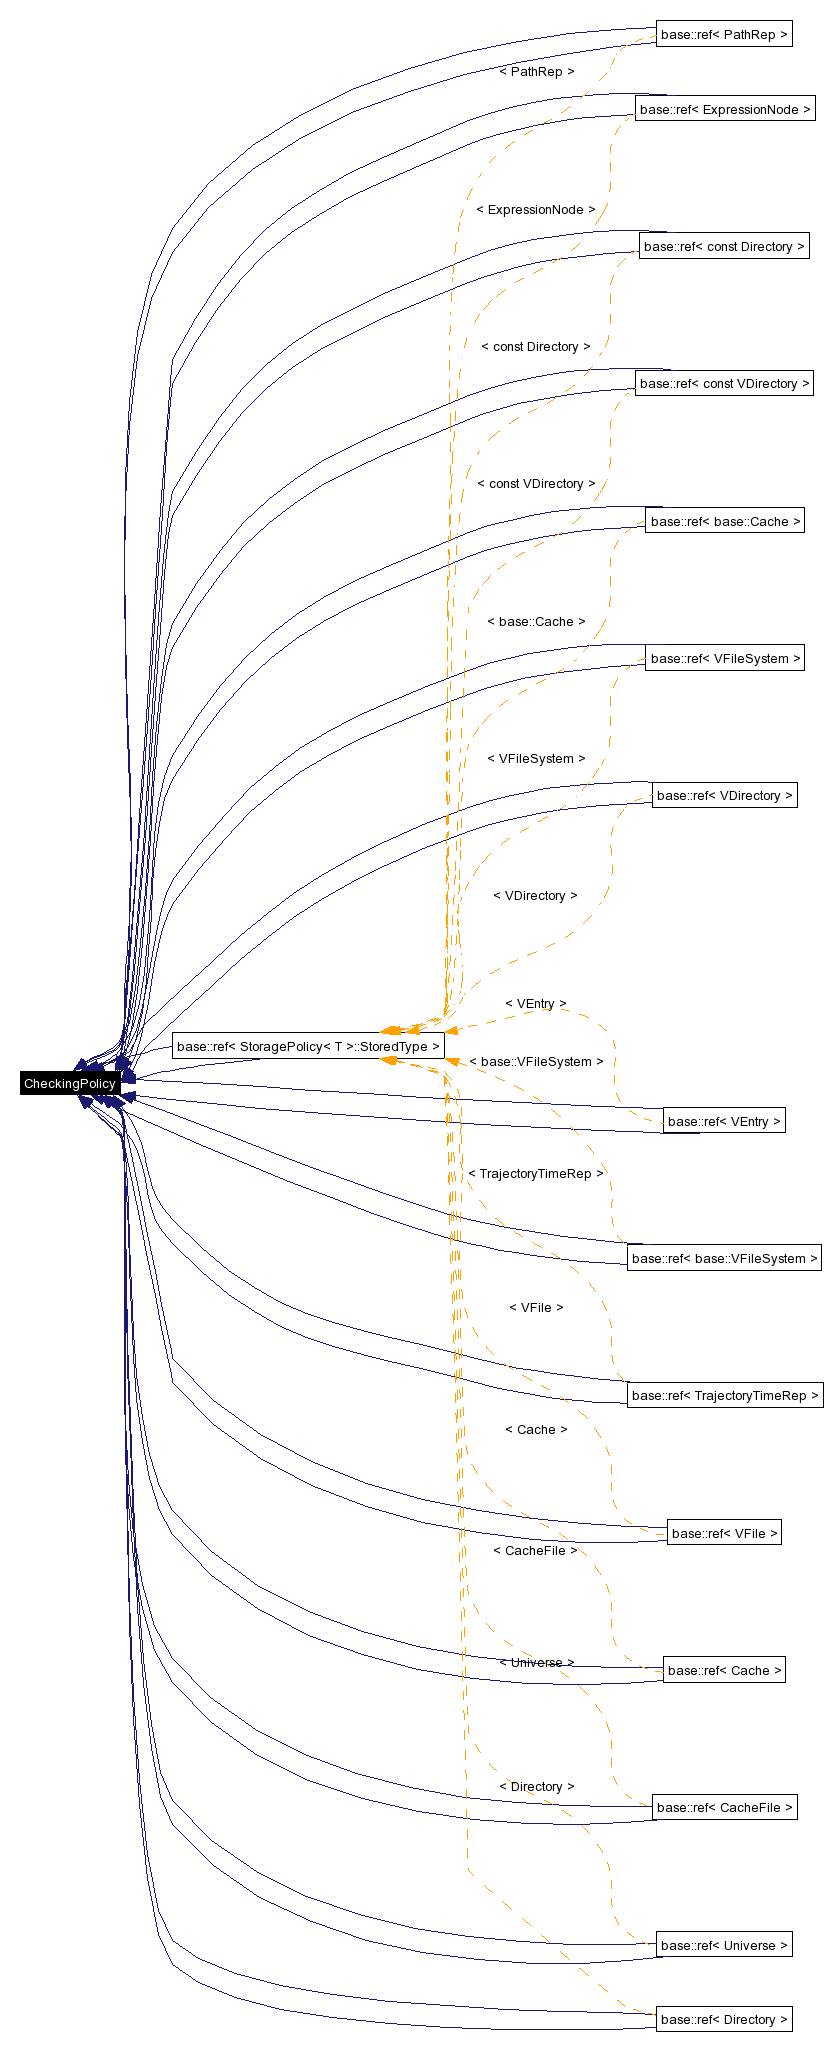 base::ref< PathRep >
< PathRep >
base::ref< ExpressionNode >
< ExpressionNode >
base::ref< const Directory >
< const Directory >
base::ref< const VDirectory >
< const VDirectory >
base::ref< base::Cache >
< base::Cache >
base::ref< VFileSystem >
< VFileSystem >
base::ref< VDirectory >
< VDirectory >
< VEntry >
base::ref< StoragePolicy< T >::StoredType >
< base::VFileSystem >
CheckingPolicy
base::ref< VEntry >
< TrajectoryTimeRep >
base::ref< base::VFileSystem >
< VFile >
base::ref< TrajectoryTimeRep >
< Cache >
base::ref< VFile >
< CacheFile >
< Universe >
base::ref< Cache >
< Directory >
base::ref< CacheFile >
base::ref< Universe >
base::ref< Directory >